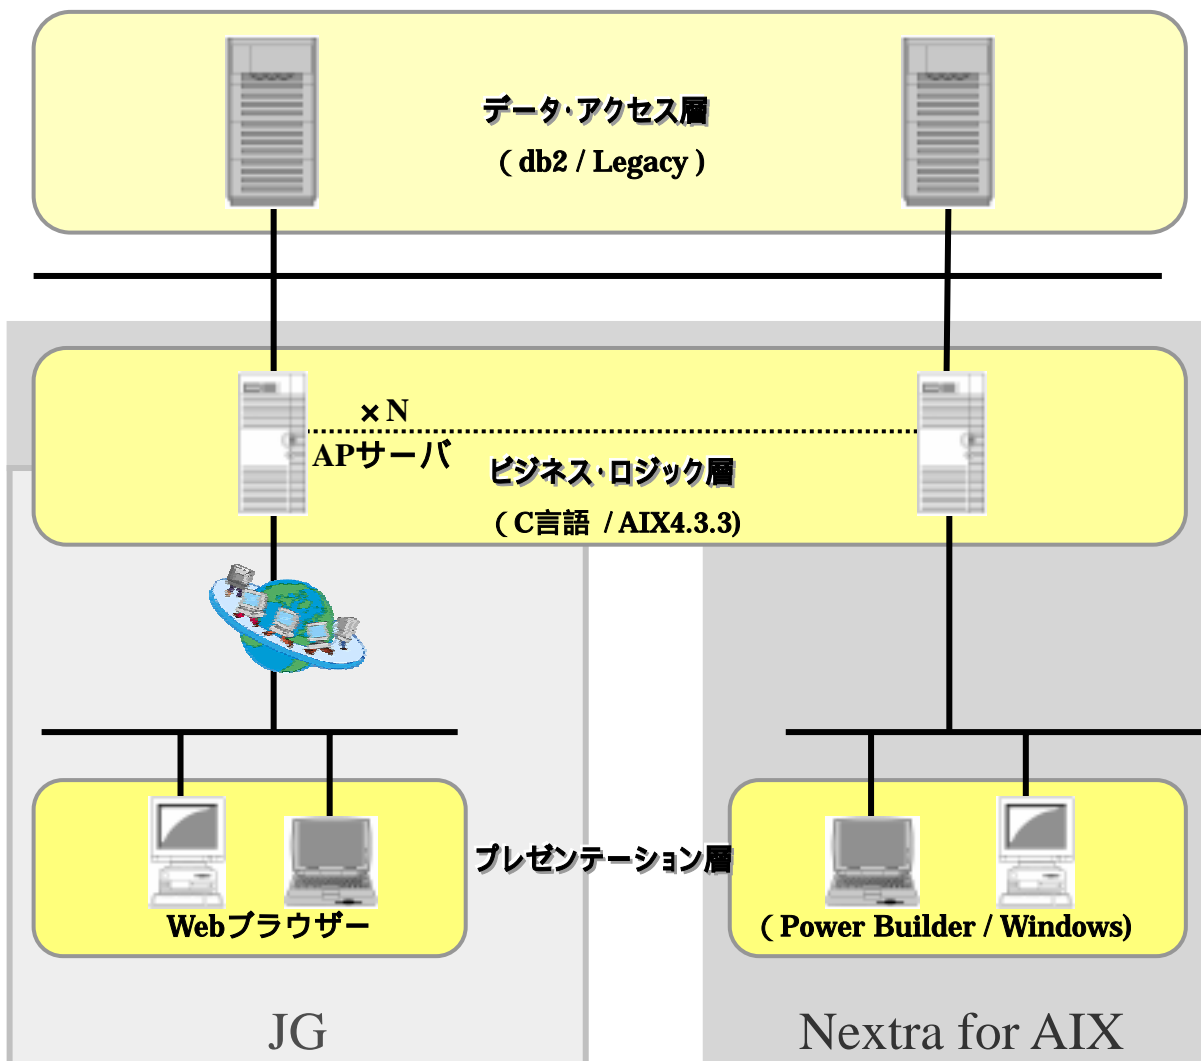 データ・アクセス層
( db2 / Legacy )
× N
APサーバ
ビジネス・ロジック層
( C言語 / AIX4.3.3)
プレゼンテーション層
Webブラウザー
( Power Builder / Windows)
JG
Nextra for AIX